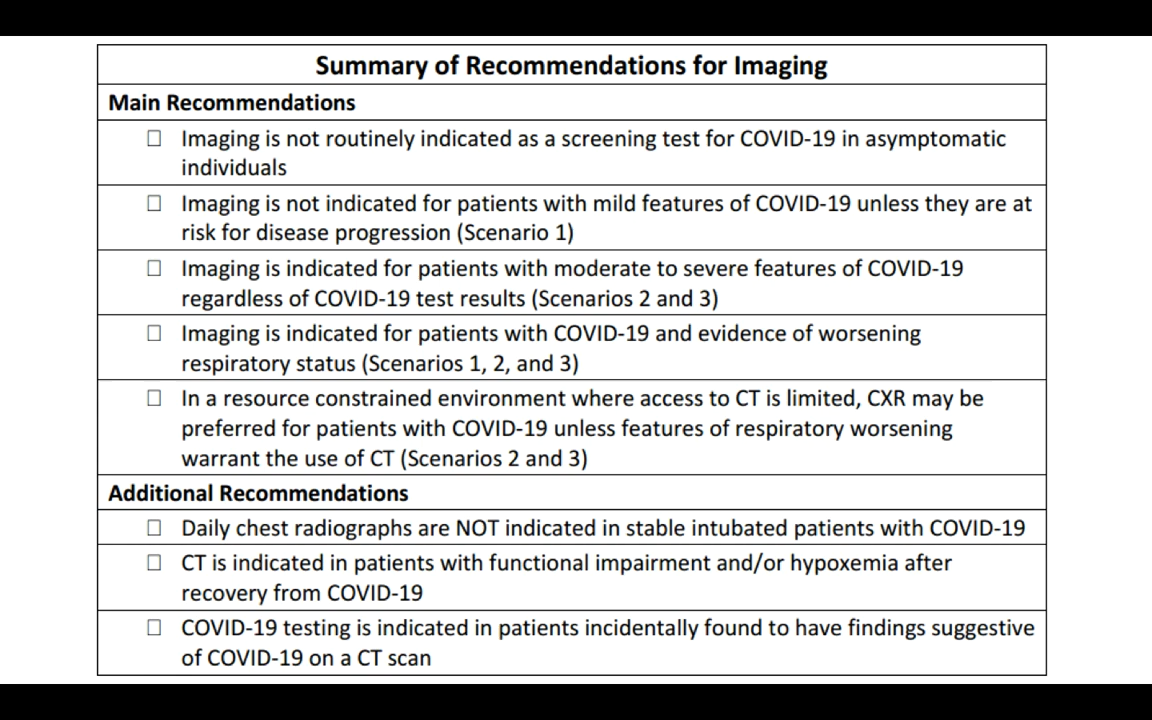 Summary of Recommendations for Imaging
Main Recommendations
Imaging is not routinely indicated as a screening test for COVID-19 in asymptomatic
individuals
Imaging is not indicated for patients with mild features of COVID-19 unless they are at
risk for disease progression (Scenario 1)
Imaging is indicated for patients with moderate to severe features of COVID-19
regardless of COVID-19 test results (Scenarios 2 and 3)
Imaging is indicated for patients with COVID-19 and evidence of worsening
respiratory status (Scenarios 1, 2, and 3)
In a resource constrained environment where access to CT is limited, CXR may be
preferred for patients with COVID-19 unless features of respiratory worsening
warrant the use of CT (Scenarios 2 and 3)
Additional Recommendations
Daily chest radiographs are NOT indicated in stable intubated patients with COVID-19
CT is indicated in patients with functional impairment and/or hypoxemia after
recovery from COVID-19
COVID-19 testing is indicated in patients incidentally found to have findings suggestive
of COVID-19 on a CT scan